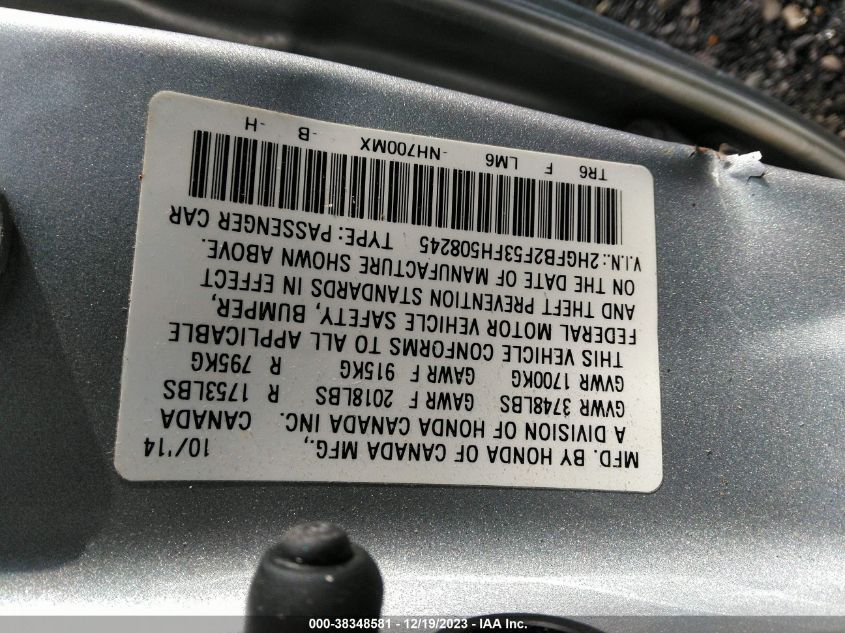 MFD. BY HONDA OF CANADA MFG., 10/'14
A DIVISION OF HONDA CANADA INC. CANADA
GVWR 3748LBS GAWR F 2018LBS R 1753LBS
GVWR 1700KG GAWR F 915KG R 795KG
THIS VEHICLE CONFORMS TO ALL APPLICABLE
FEDERAL MOTOR VEHICLE SAFETY, BUMPER,
AND THEFT PREVENTION STANDARDS IN EFFECT
ON THE DATE OF MANUFACTURE SHOWN ABOVE.
V.I.N.: 2HGFB2F53FH508245 TYPE: PASSENGER CAR
TR6 F LM6 -NH700MX -B -H
000-38348581 - 12/19/2023 - IAA Inc.